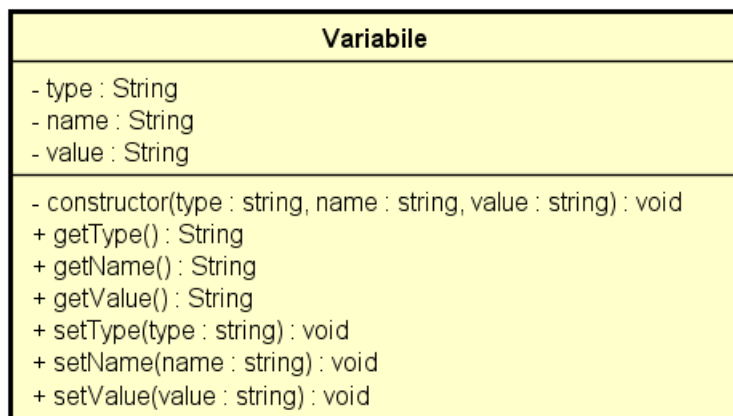 Variabile
- type : String
- name : String
- value : String
- constructor(type : string, name : string, value : string) : void
+ getType() : String
+ getName() : String
+ getValue() : String
+ setType(type : string) : void
+ setName(name : string) : void
+ setValue(value : string) : void